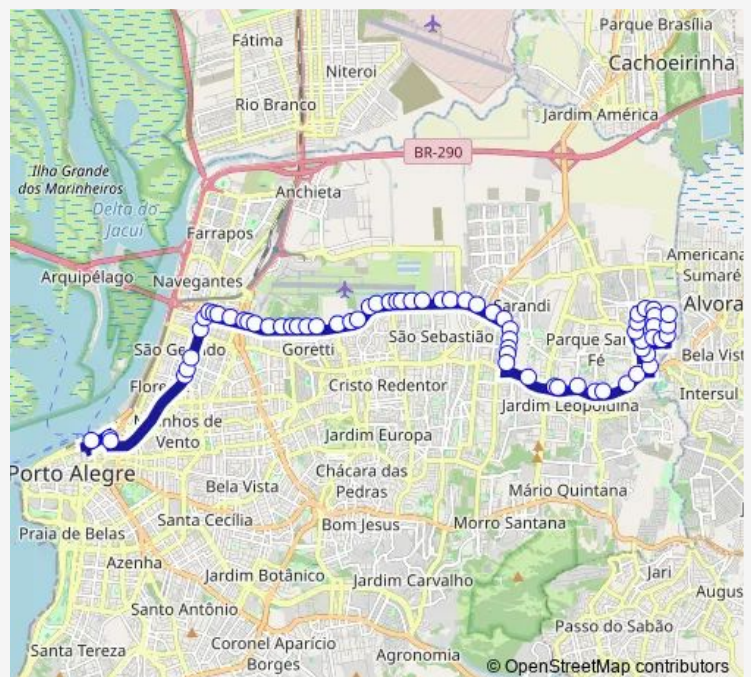 Parque Brasília
Fátima
Niteroi
Cachoeirinha
Rio Branco
Jardim América
BR-290
Ilha Grande
dos Marinheiros
Anchieta
Delta do
Jacuí
Farrapos
Americana
Sumaré
Arquipélago
Navegantes
Sarandi
Alvora
São Sebastião
Parque San
Fé
São Ge
do
Goretti
Bela Vist
Cristo Redentor
Flore
Intersul
Jardim Leopoldina
nhos de
Vento
Jardim Europa
Porto Alegre
Chácara das
Pedras
Bela Vista
Mário Quintana
Santa Cecília
Bom Jesus
Morro Santana
Praia de Belas
Azenha
Jari
Jardim Botânico
Jardim Carvalho
Augus
Santo Antônio
Passo do Sabão
Coronel Aparício
Borges
Santa Tereza
Agronomia
© OpenStreetMap contributors